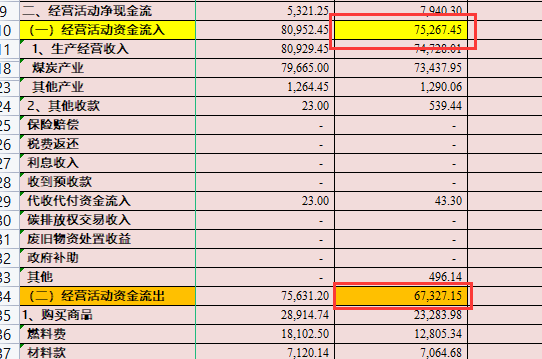 9 二、经营活动净现金流 5,321.25 7,940.30
10 （一）经营活动资金流入 80,952.45 75,267.45
11 1、生产经营收入 80,929.45 74,728.01
18 煤炭产业 79,665.00 73,437.95
23 其他产业 1,264.45 1,290.06
24 2、其他收款 23.00 539.44
25 保险赔偿 - -
26 税费返还 - -
27 利息收入 - -
28 收到预收款 - -
29 代收代付资金流入 23.00 43.30
30 碳排放权交易收入 - -
31 废旧物资处置收益 - -
32 政府补助 - -
33 其他 - 496.14
34 （二）经营活动资金流出 75,631.20 67,327.15
35 1、购买商品 28,914.74 23,283.98
36 燃料费 18,102.50 12,805.34
37 材料款 7,120.14 7,064.68